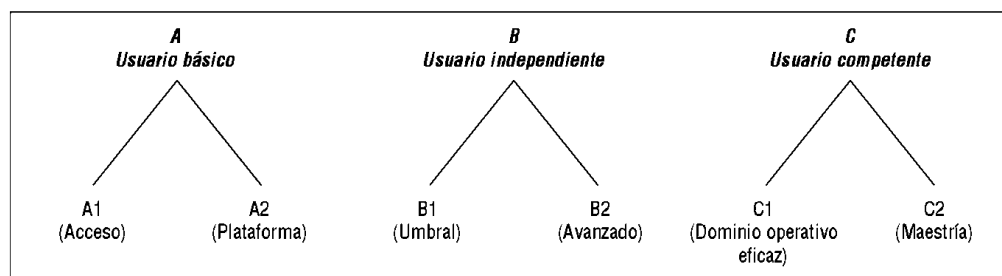 A
Usuario básico
B
Usuario independiente
C
Usuario competente
A1
(Acceso)
A2
(Plataforma)
B1
(Umbral)
B2
(Avanzado)
C1
(Dominio operativo
eficaz)
C2
(Maestría)